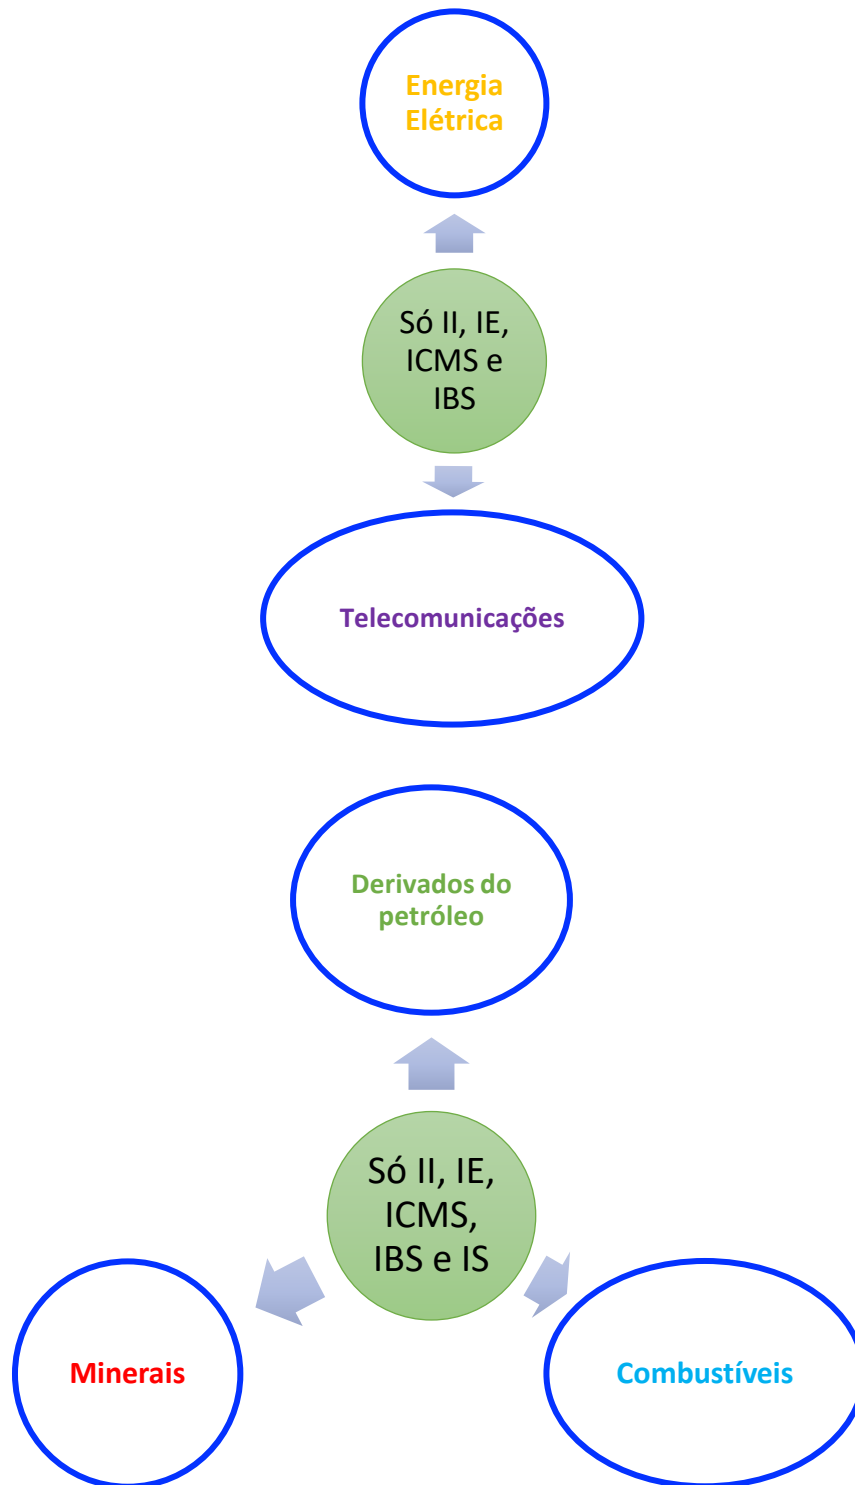 Energia
Elétrica
Só II, IE,
ICMS e
IBS
Telecomunicações
Derivados do
petróleo
Só II, IE,
ICMS,
IBS e IS
Minerais
Combustíveis